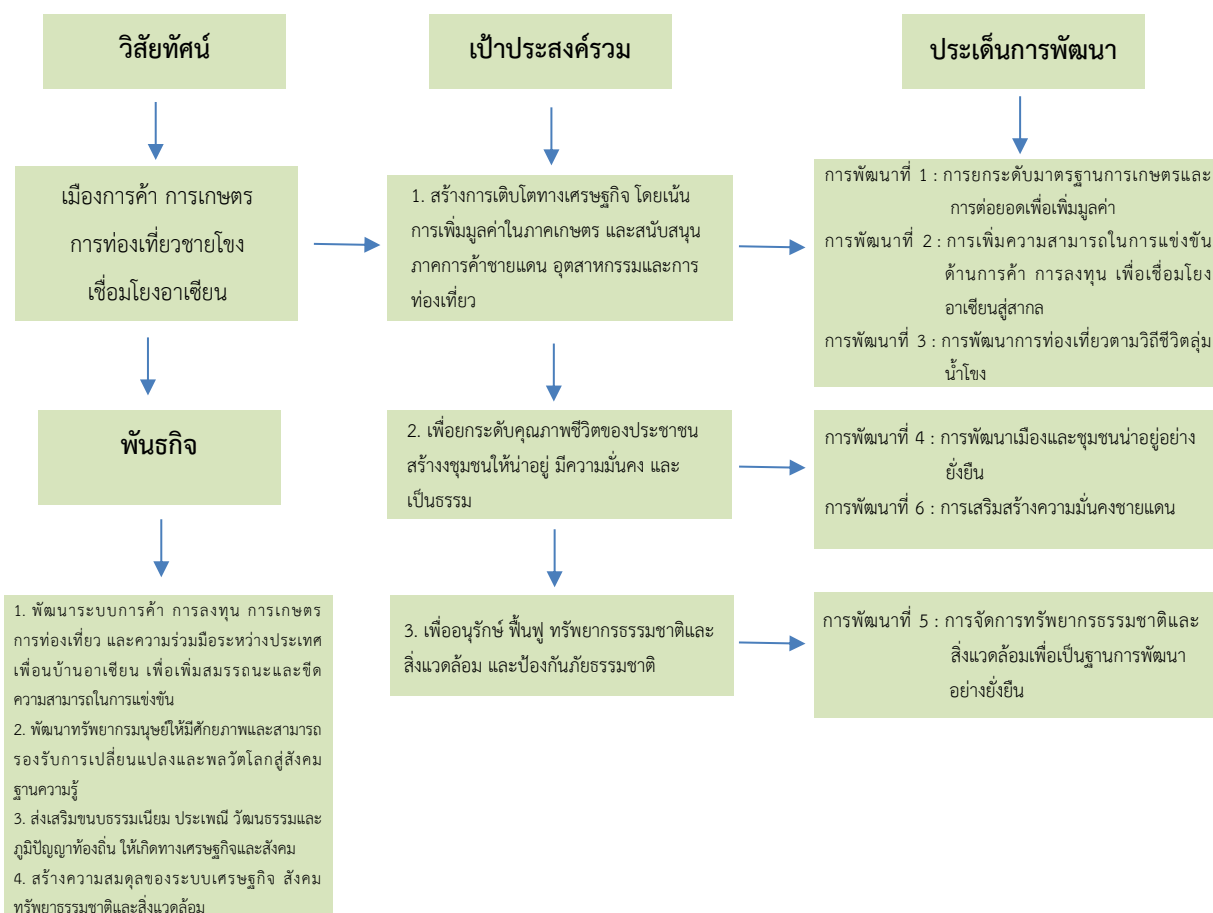 วิสัยทัศน์
เป้าประสงค์รวม
ประเด็นการพัฒนา
เมืองการค้า การเกษตร
การท่องเที่ยวชายโขง
เชื่อมโยงอาเซียน
1. สร้างการเติบโตทางเศรษฐกิจ โดยเน้น
การเพิ่มมูลค่าในภาคเกษตร และสนับสนุน
ภาคการค้าชายแดน อุตสาหกรรมและการ
ท่องเที่ยว
การพัฒนาที่ 1 : การยกระดับมาตรฐานการเกษตรและ
การต่อยอดเพื่อเพิ่มมูลค่า
การพัฒนาที่ 2 : การเพิ่มความสามารถในการแข่งขัน
ด้านการค้า การลงทุน เพื่อเชื่อมโยง
อาเซียนสู่สากล
การพัฒนาที่ 3 : การพัฒนาการท่องเที่ยวตามวิถีชีวิตลุ่ม
น้ำโขง
พันธกิจ
2. เพื่อยกระดับคุณภาพชีวิตของประชาชน
สร้างงชุมชนให้น่าอยู่ มีความมั่นคง และ
เป็นธรรม
การพัฒนาที่ 4 : การพัฒนาเมืองและชุมชนน่าอยู่อย่าง
ยั่งยืน
การพัฒนาที่ 6 : การเสริมสร้างความมั่นคงชายแดน
1. พัฒนาระบบการค้า การลงทุน การเกษตร
การท่องเที่ยว และความร่วมมือระหว่างประเทศ
เพื่อนบ้านอาเซียน เพื่อเพิ่มสมรรถนะและขีด
ความสามารถในการแข่งขัน
2. พัฒนาทรัพยากรมนุษย์ให้มีศักยภาพและสามารถ
รองรับการเปลี่ยนแปลงและพลวัตโลกสู่สังคม
ฐานความรู้
3. ส่งเสริมขนบธรรมเนียม ประเพณี วัฒนธรรมและ
ภูมิปัญญาท้องถิ่น ให้เกิดทางเศรษฐกิจและสังคม
4. สร้างความสมดุลของระบบเศรษฐกิจ สังคม
ทรัพยาธรรมชาติและสิ่งแวดล้อม
3. เพื่ออนุรักษ์ ฟื้นฟู ทรัพยากรธรรมชาติและ
สิ่งแวดล้อม และป้องกันภัยธรรมชาติ
การพัฒนาที่ 5 : การจัดการทรัพยากรธรรมชาติและ
สิ่งแวดล้อมเพื่อเป็นฐานการพัฒนา
อย่างยั่งยืน